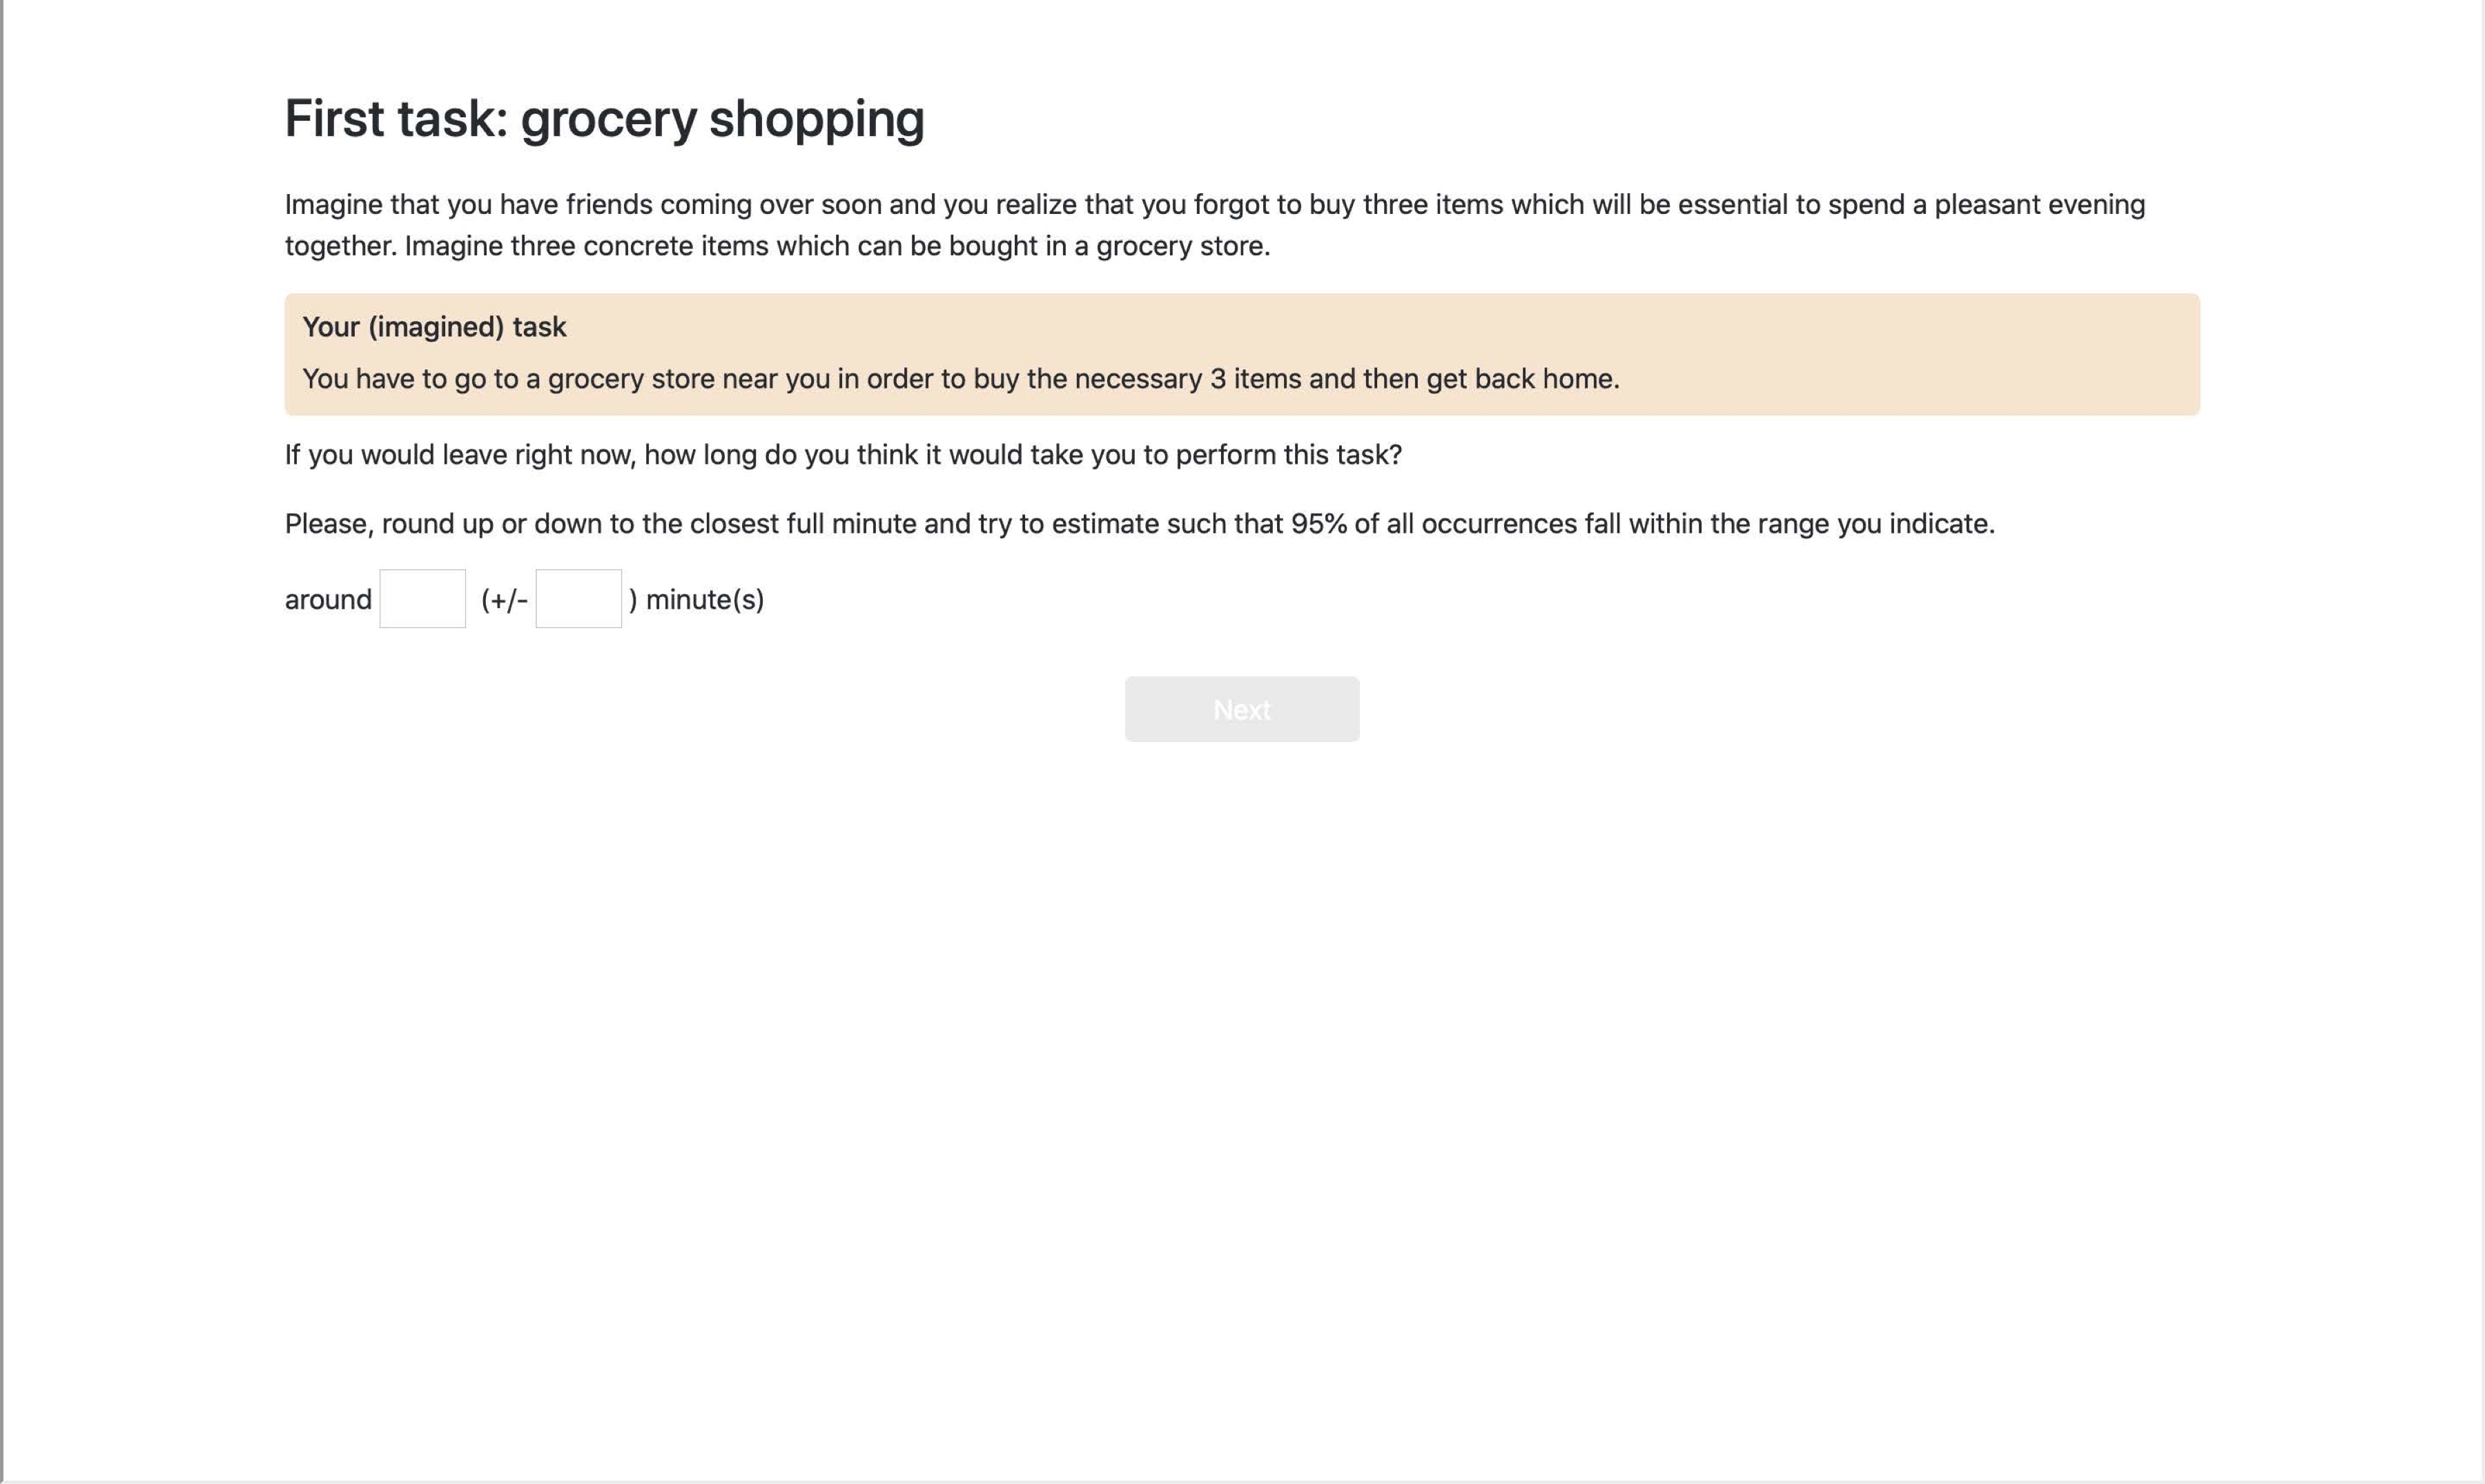 First task: grocery shopping
Imagine that you have friends coming over soon and you realize that you forgot to buy three items which will be essential to spend a pleasant evening
together. Imagine three concrete items which can be bought in a grocery store.
Your (imagined) task
You have to go to a grocery store near you in order to buy the necessary 3 items and then get back home.
If you would leave right now, how long do you think it would take you to perform this task?
Please, round up or down to the closest full minute and try to estimate such that 95% of all occurrences fall within the range you indicate.
around (+/- ) minute(s)
Next